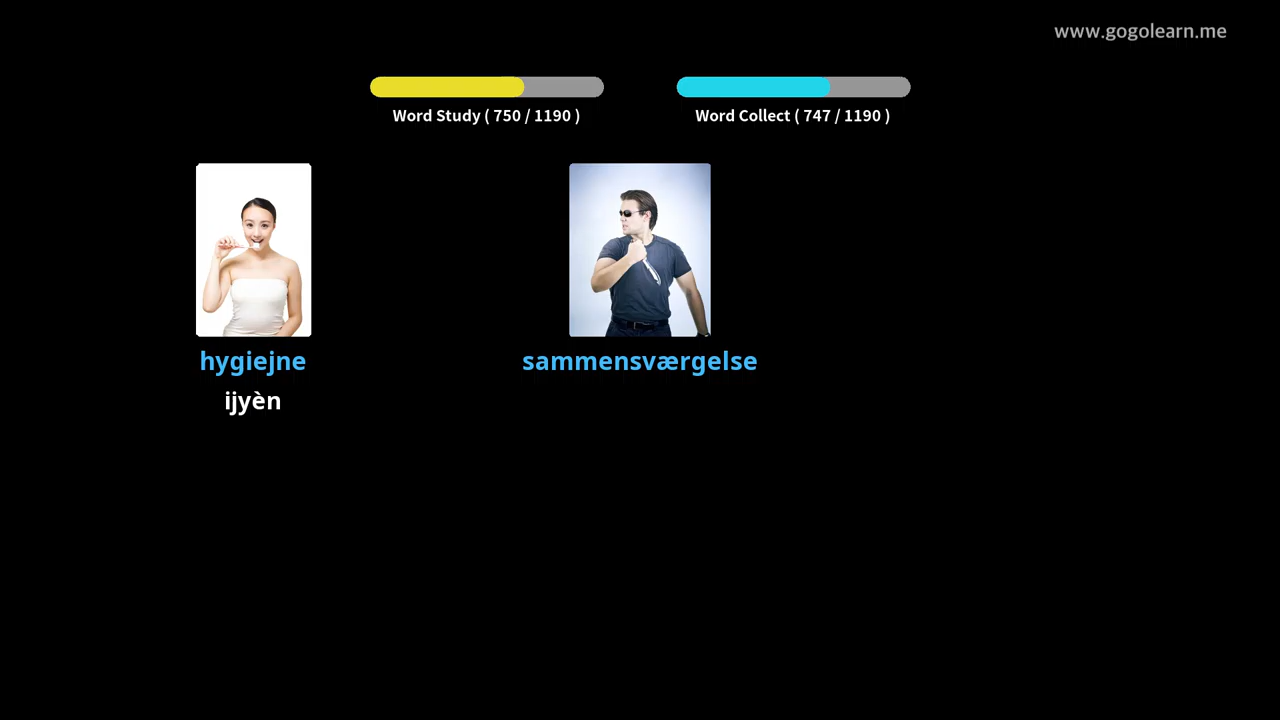 www.gogolearn.me
Word Study ( 750 / 1190 )
Word Collect ( 747 / 1190 )
hygiejne
ijyèn
sammensværgelse